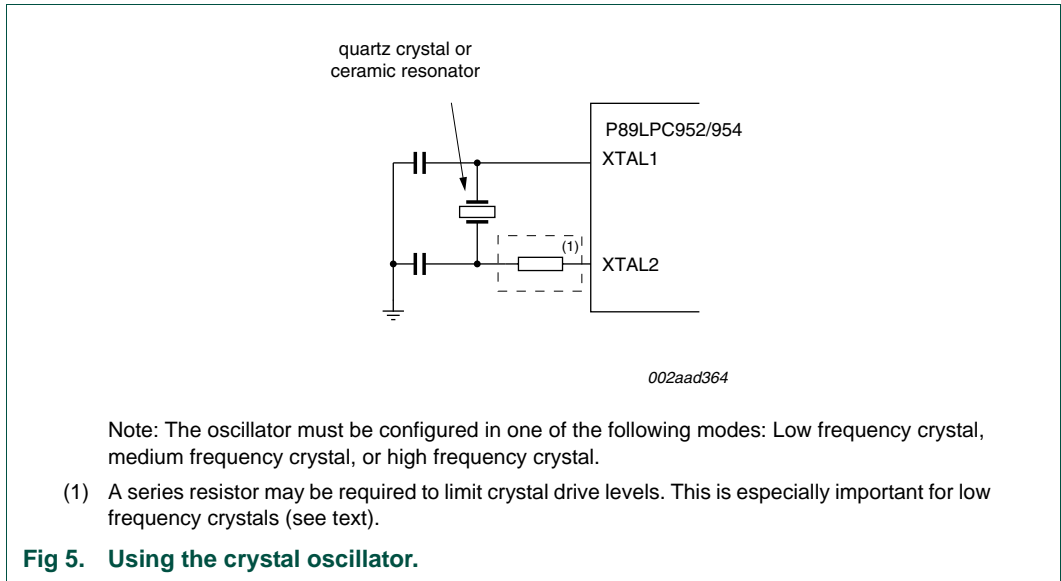 quartz crystal or
ceramic resonator
P89LPC952/954
XTAL1
(1)
XTAL2
002aad364
Note: The oscillator must be configured in one of the following modes: Low frequency crystal,
medium frequency crystal, or high frequency crystal.
(1) A series resistor may be required to limit crystal drive levels. This is especially important for low
frequency crystals (see text).
Fig 5. Using the crystal oscillator.